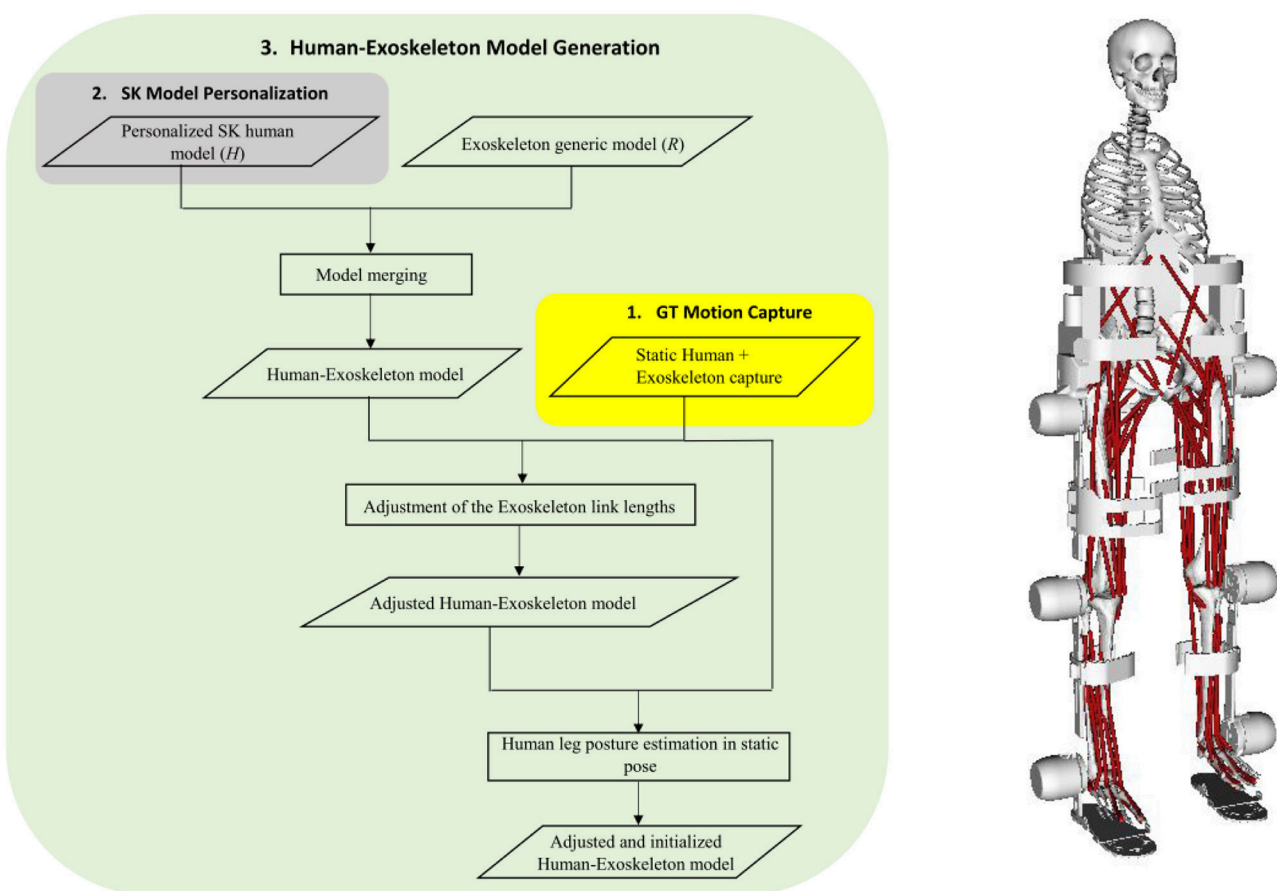 3. Human-Exoskeleton Model Generation
2. SK Model Personalization
Personalized SK human
model (H)
Exoskeleton generic model (R)
Model merging
1. GT Motion Capture
Static Human +
Exoskeleton capture
Human-Exoskeleton model
Adjustment of the Exoskeleton link lengths
Adjusted Human-Exoskeleton model
Human leg posture estimation in static
pose
Adjusted and initialized
Human-Exoskeleton model